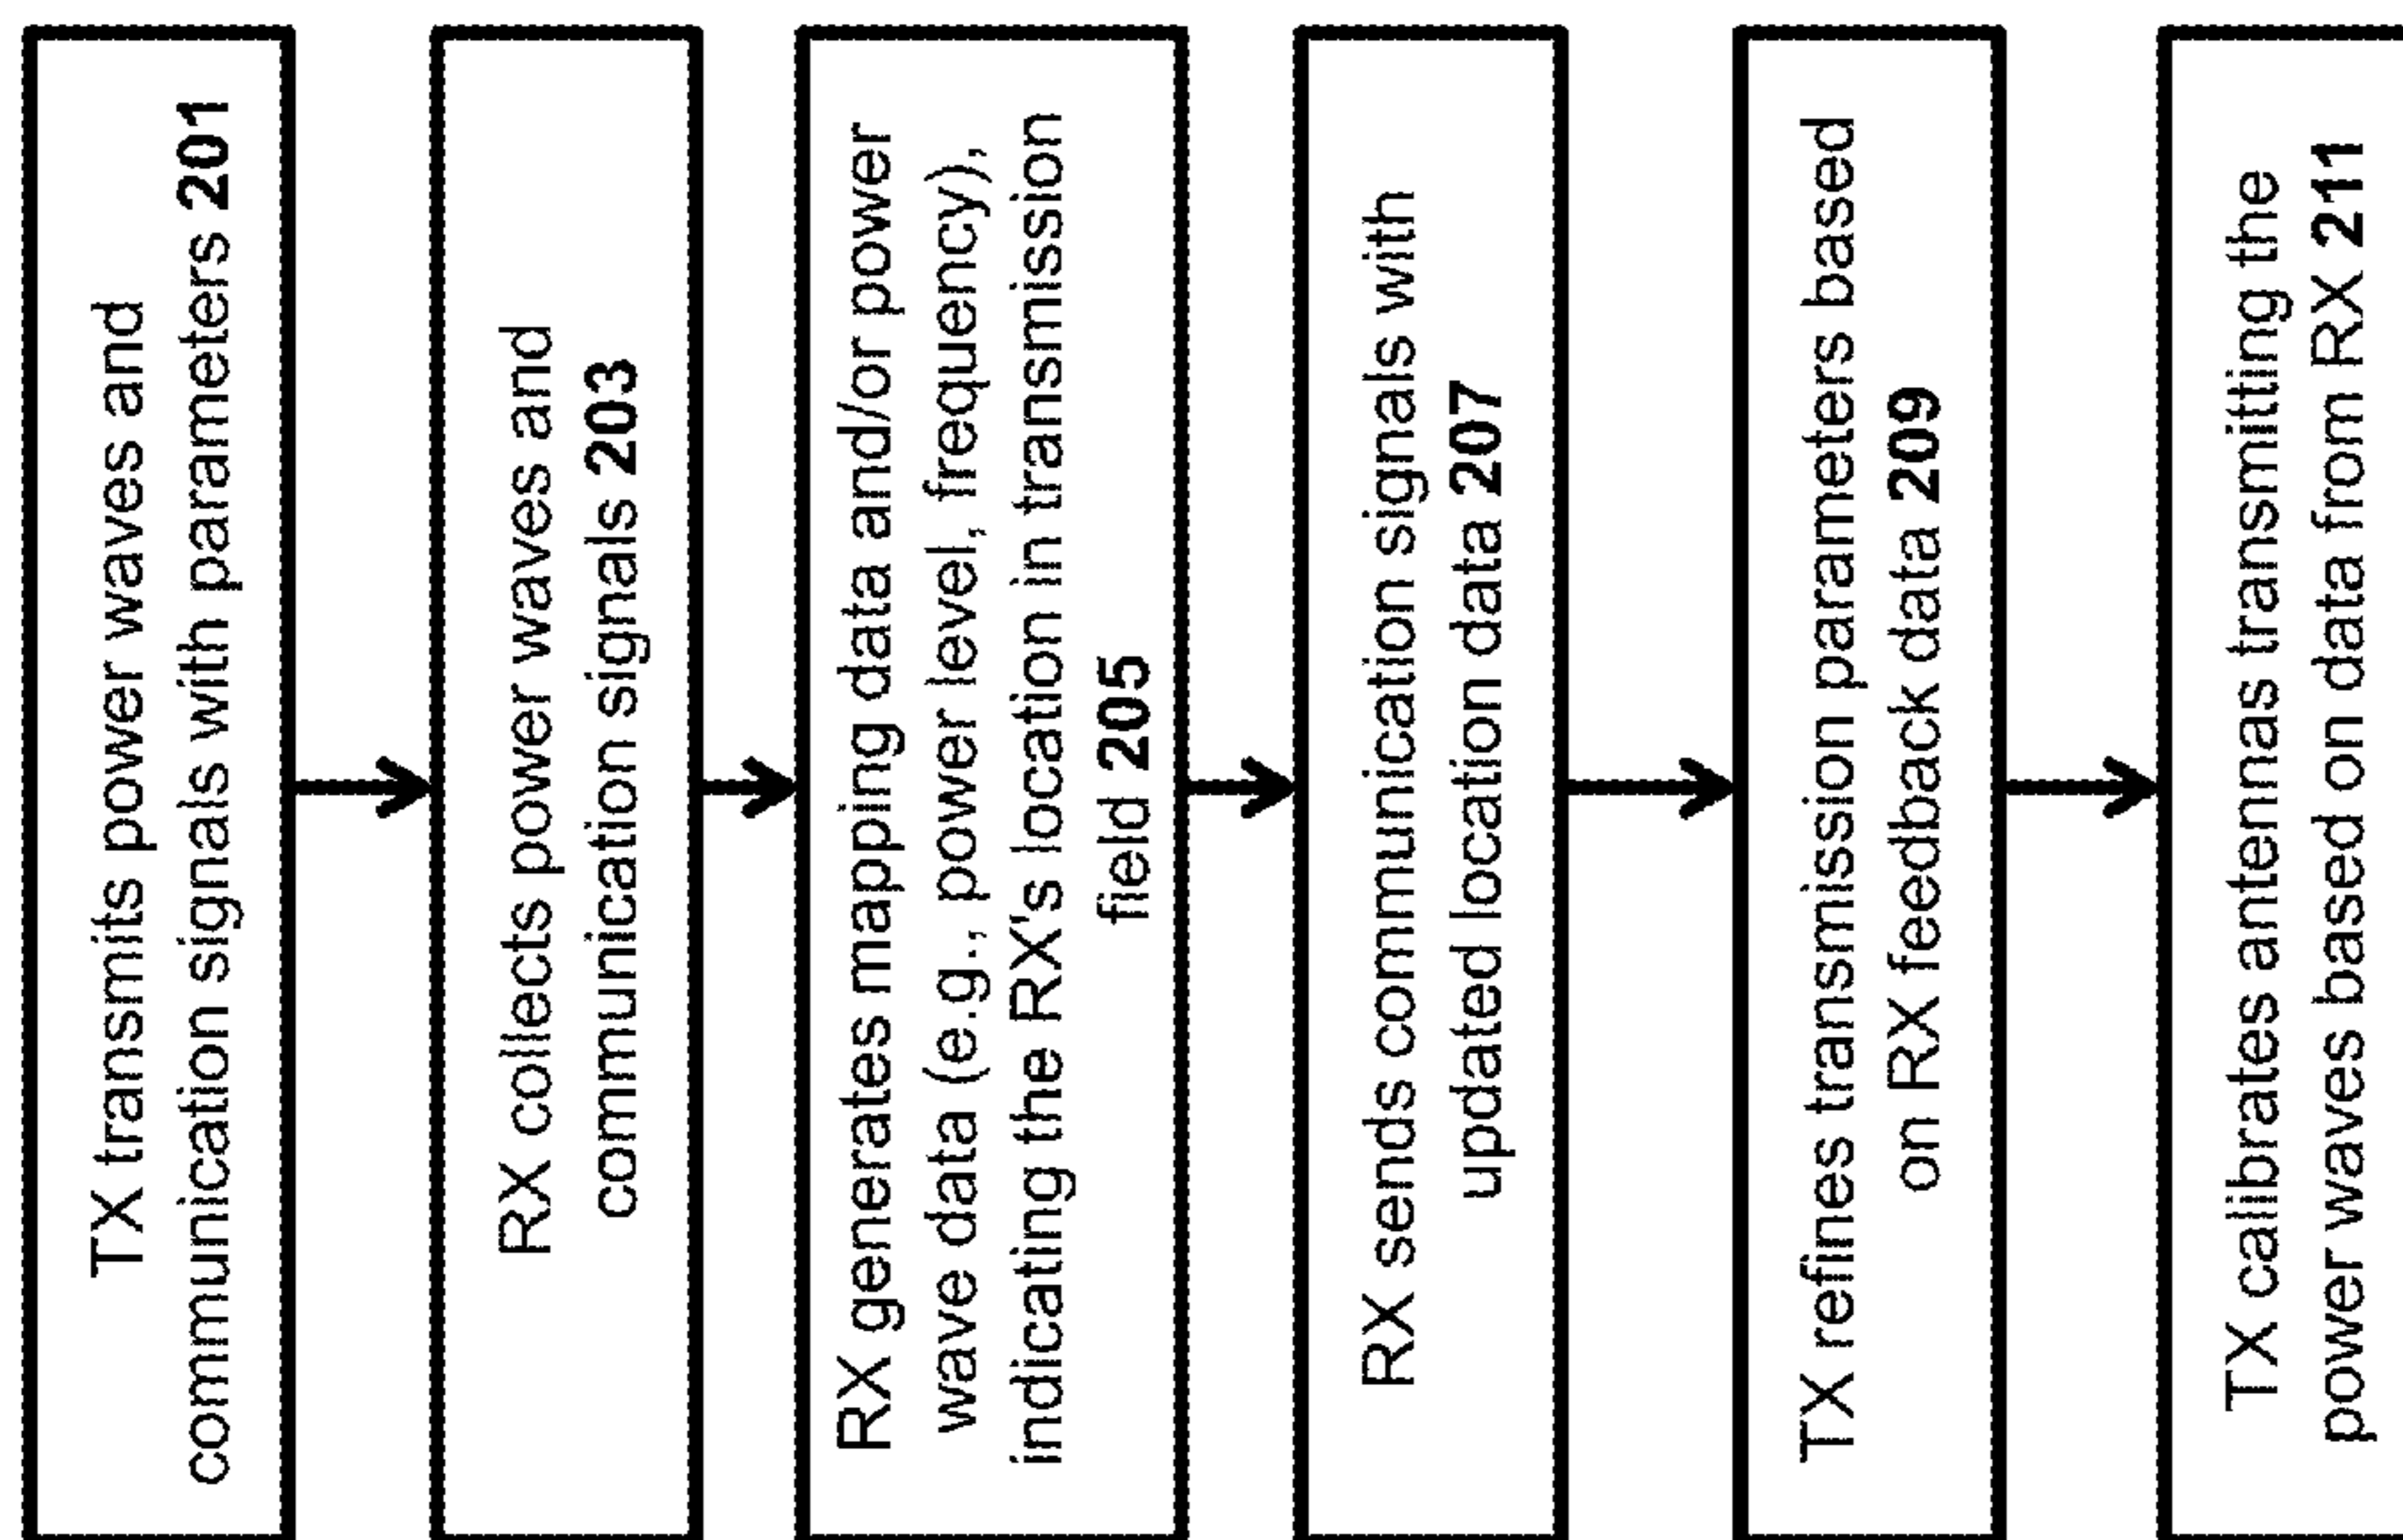 TX transmits power waves and
communication signals with parameters 201
RX collects power waves and
communication signals 203
RX generates mapping data and/or power
wave data (e.g., power level, frequency),
indicating the RX's location in transmission
field 205
RX sends communication signals with
updated location data 207
TX refines transmission parameters based
on RX feedback data 209
TX calibrates antennas transmitting the
power waves based on data from RX 211